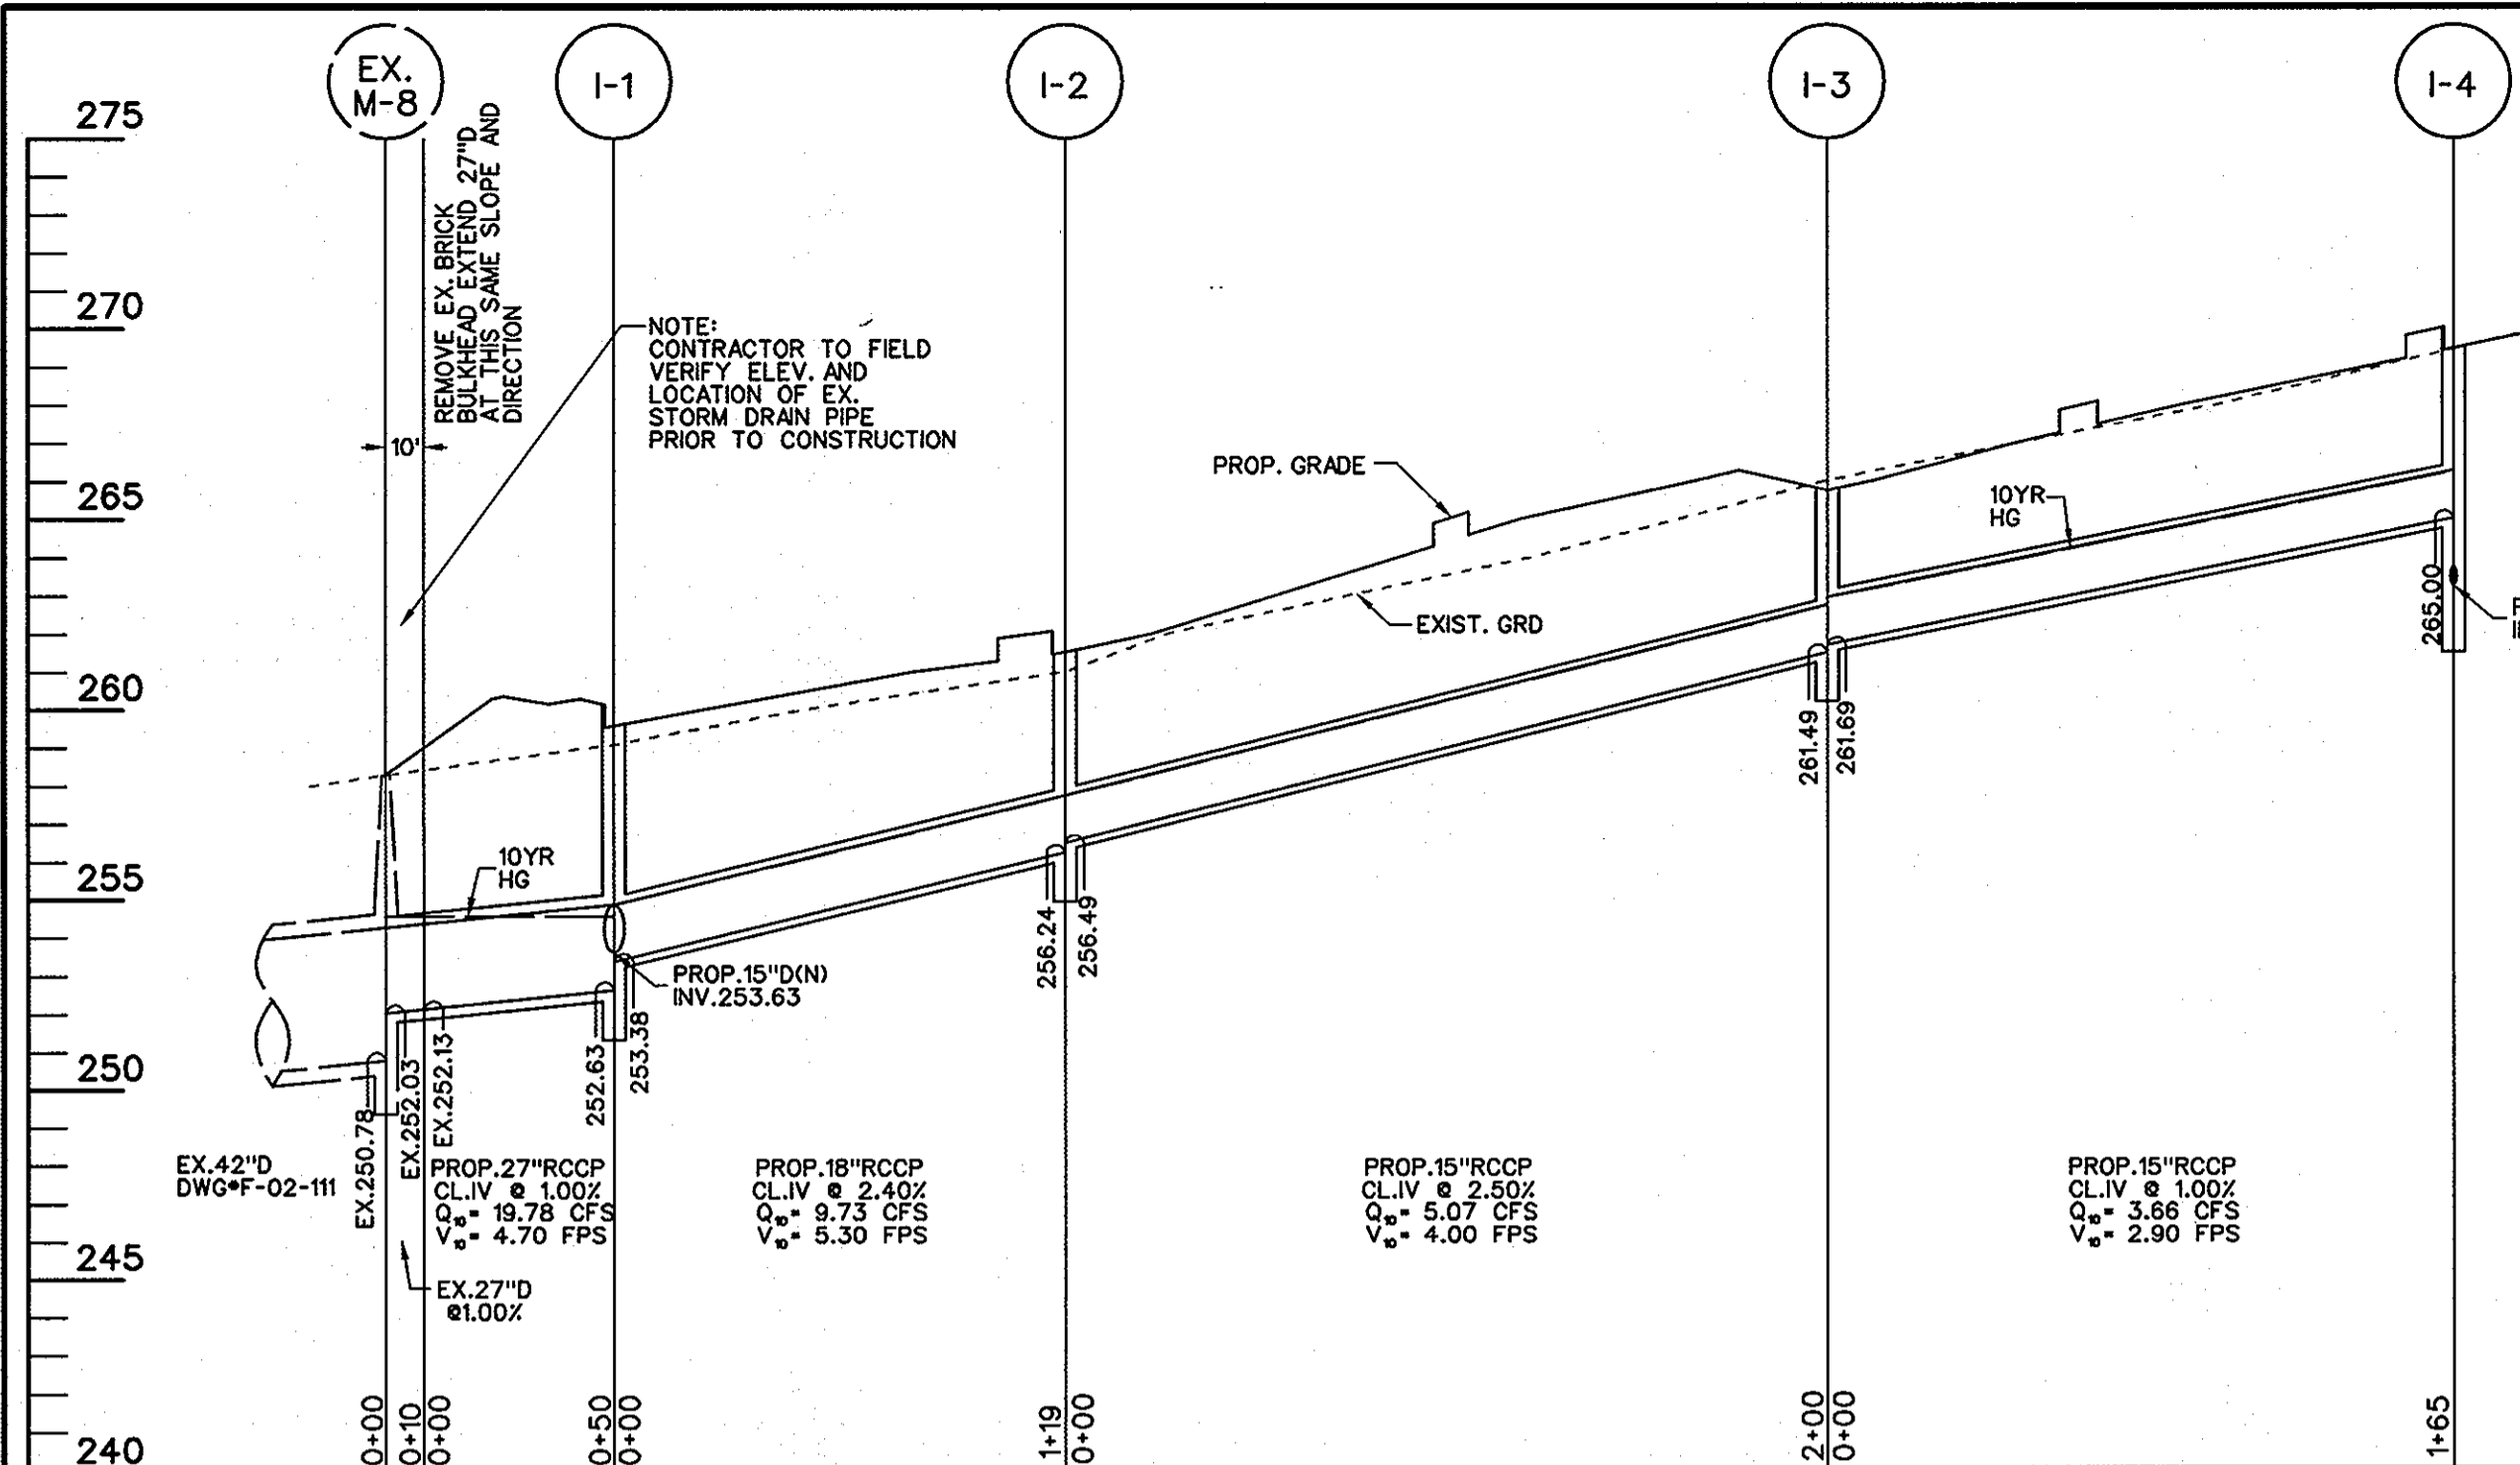 EX.
M-8
I-1
I-2
I-3
I-4
275
270
265
260
255
250
245
240
REMOVE EX. BRICK
BULKHEAD EXTEND 27"D
AT THIS SAME SLOPE AND
DIRECTION
10'
NOTE:
CONTRACTOR TO FIELD
VERIFY ELEV. AND
LOCATION OF EX.
STORM DRAIN PIPE
PRIOR TO CONSTRUCTION
PROP. GRADE
EXIST. GRD
10YR
HG
10YR
HG
PROP.15"D(N)
INV.253.63
EX.250.78
EX.252.03
EX.252.13
252.63
253.38
256.24
256.49
261.49
261.69
265.00
EX.42"D
DWG#F-02-111
PROP.27"RCCP
CL.IV @ 1.00%
Q10= 19.78 CFS
V10= 4.70 FPS
EX.27"D
@1.00%
PROP.18"RCCP
CL.IV @ 2.40%
Q10= 9.73 CFS
V10= 5.30 FPS
PROP.15"RCCP
CL.IV @ 2.50%
Q10= 5.07 CFS
V10= 4.00 FPS
PROP.15"RCCP
CL.IV @ 1.00%
Q10= 3.66 CFS
V10= 2.90 FPS
0+00
0+10
0+00
0+50
0+00
1+19
0+00
2+00
0+00
1+65